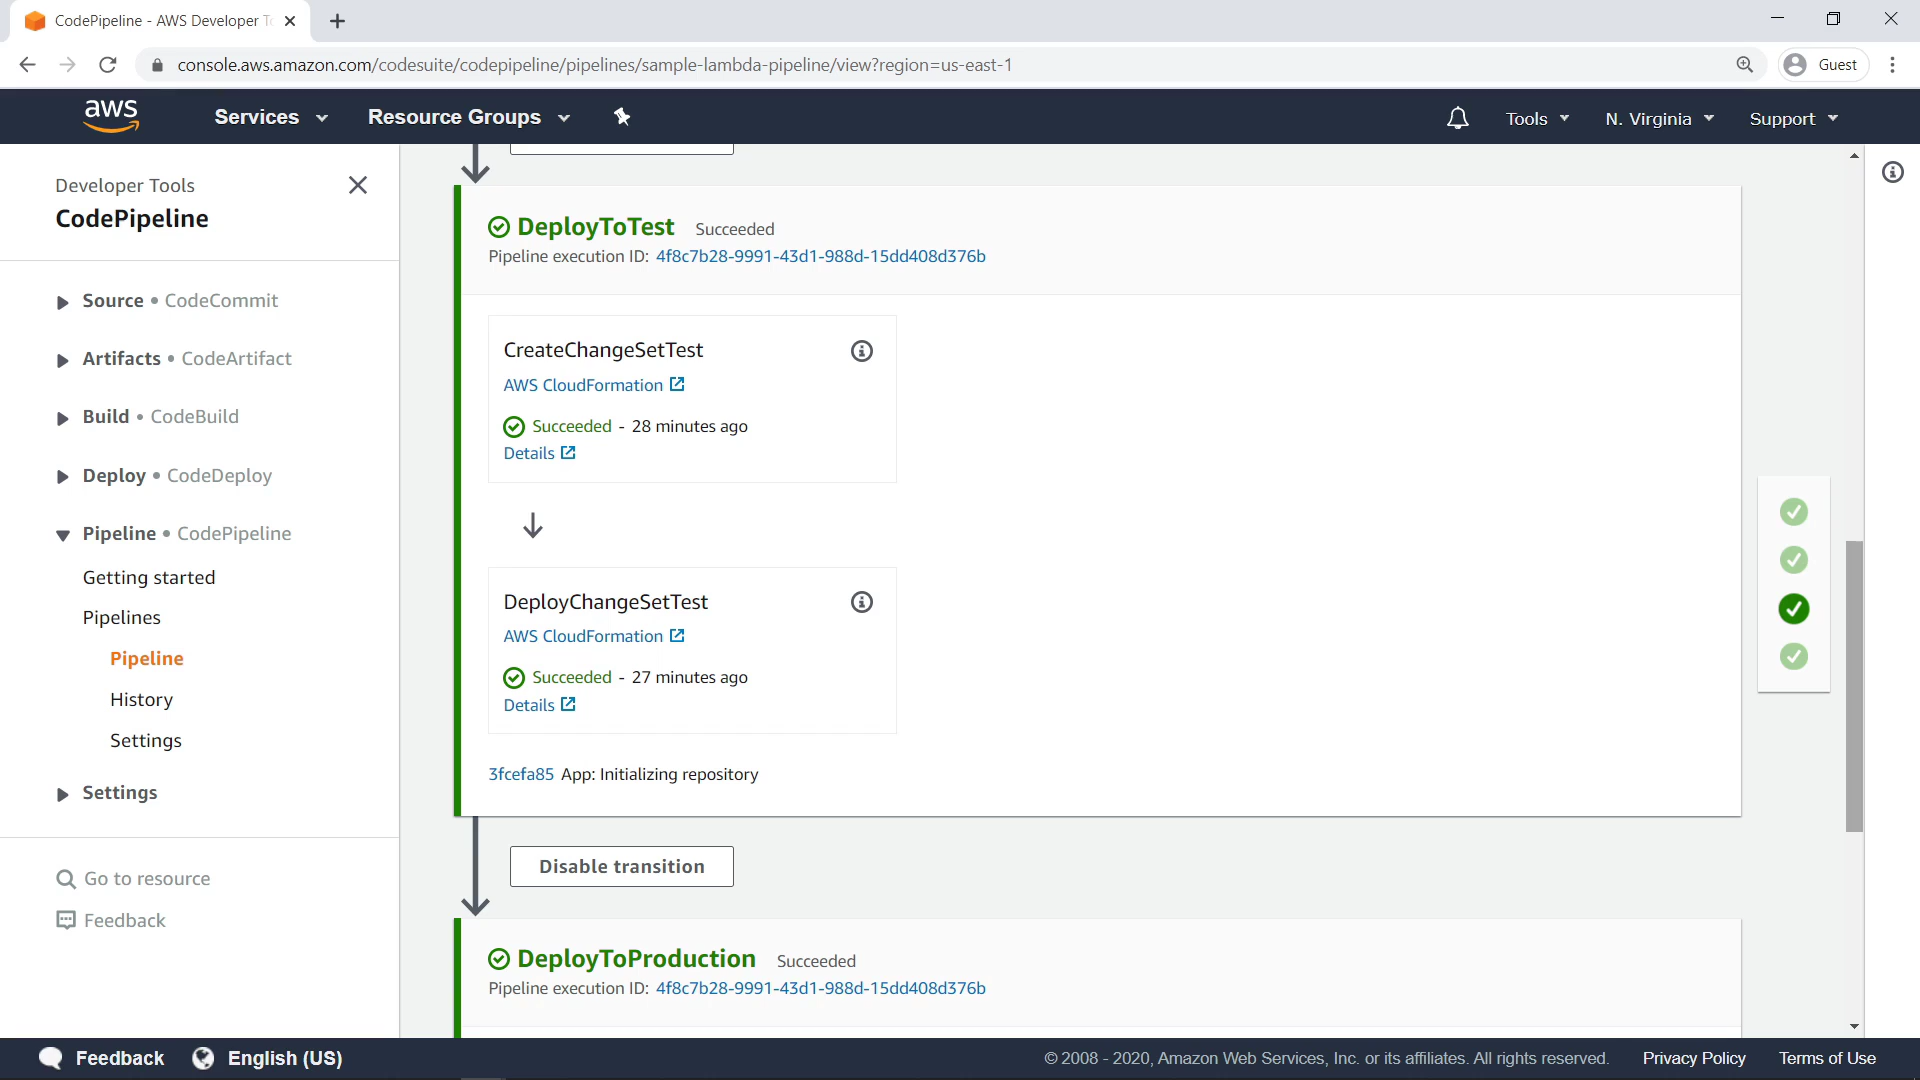 CodePipeline - AWS Developer T
console.aws.amazon.com/codesuite/codepipeline/pipelines/sample-lambda-pipeline/view?region=us-east-1
Guest
aws
Services
Resource Groups
Tools
N. Virginia
Support
Developer Tools
CodePipeline
Source • CodeCommit
Artifacts • CodeArtifact
Build • CodeBuild
Deploy • CodeDeploy
Pipeline • CodePipeline
Getting started
Pipelines
Pipeline
History
Settings
Settings
Go to resource
Feedback
DeployToTest Succeeded
Pipeline execution ID: 4f8c7b28-9991-43d1-988d-15dd408d376b
CreateChangeSetTest
AWS CloudFormation
Succeeded - 28 minutes ago
Details
DeployChangeSetTest
AWS CloudFormation
Succeeded - 27 minutes ago
Details
3fcefa85 App: Initializing repository
Disable transition
DeployToProduction Succeeded
Pipeline execution ID: 4f8c7b28-9991-43d1-988d-15dd408d376b
Feedback
English (US)
© 2008 - 2020, Amazon Web Services, Inc. or its affiliates. All rights reserved.
Privacy Policy
Terms of Use